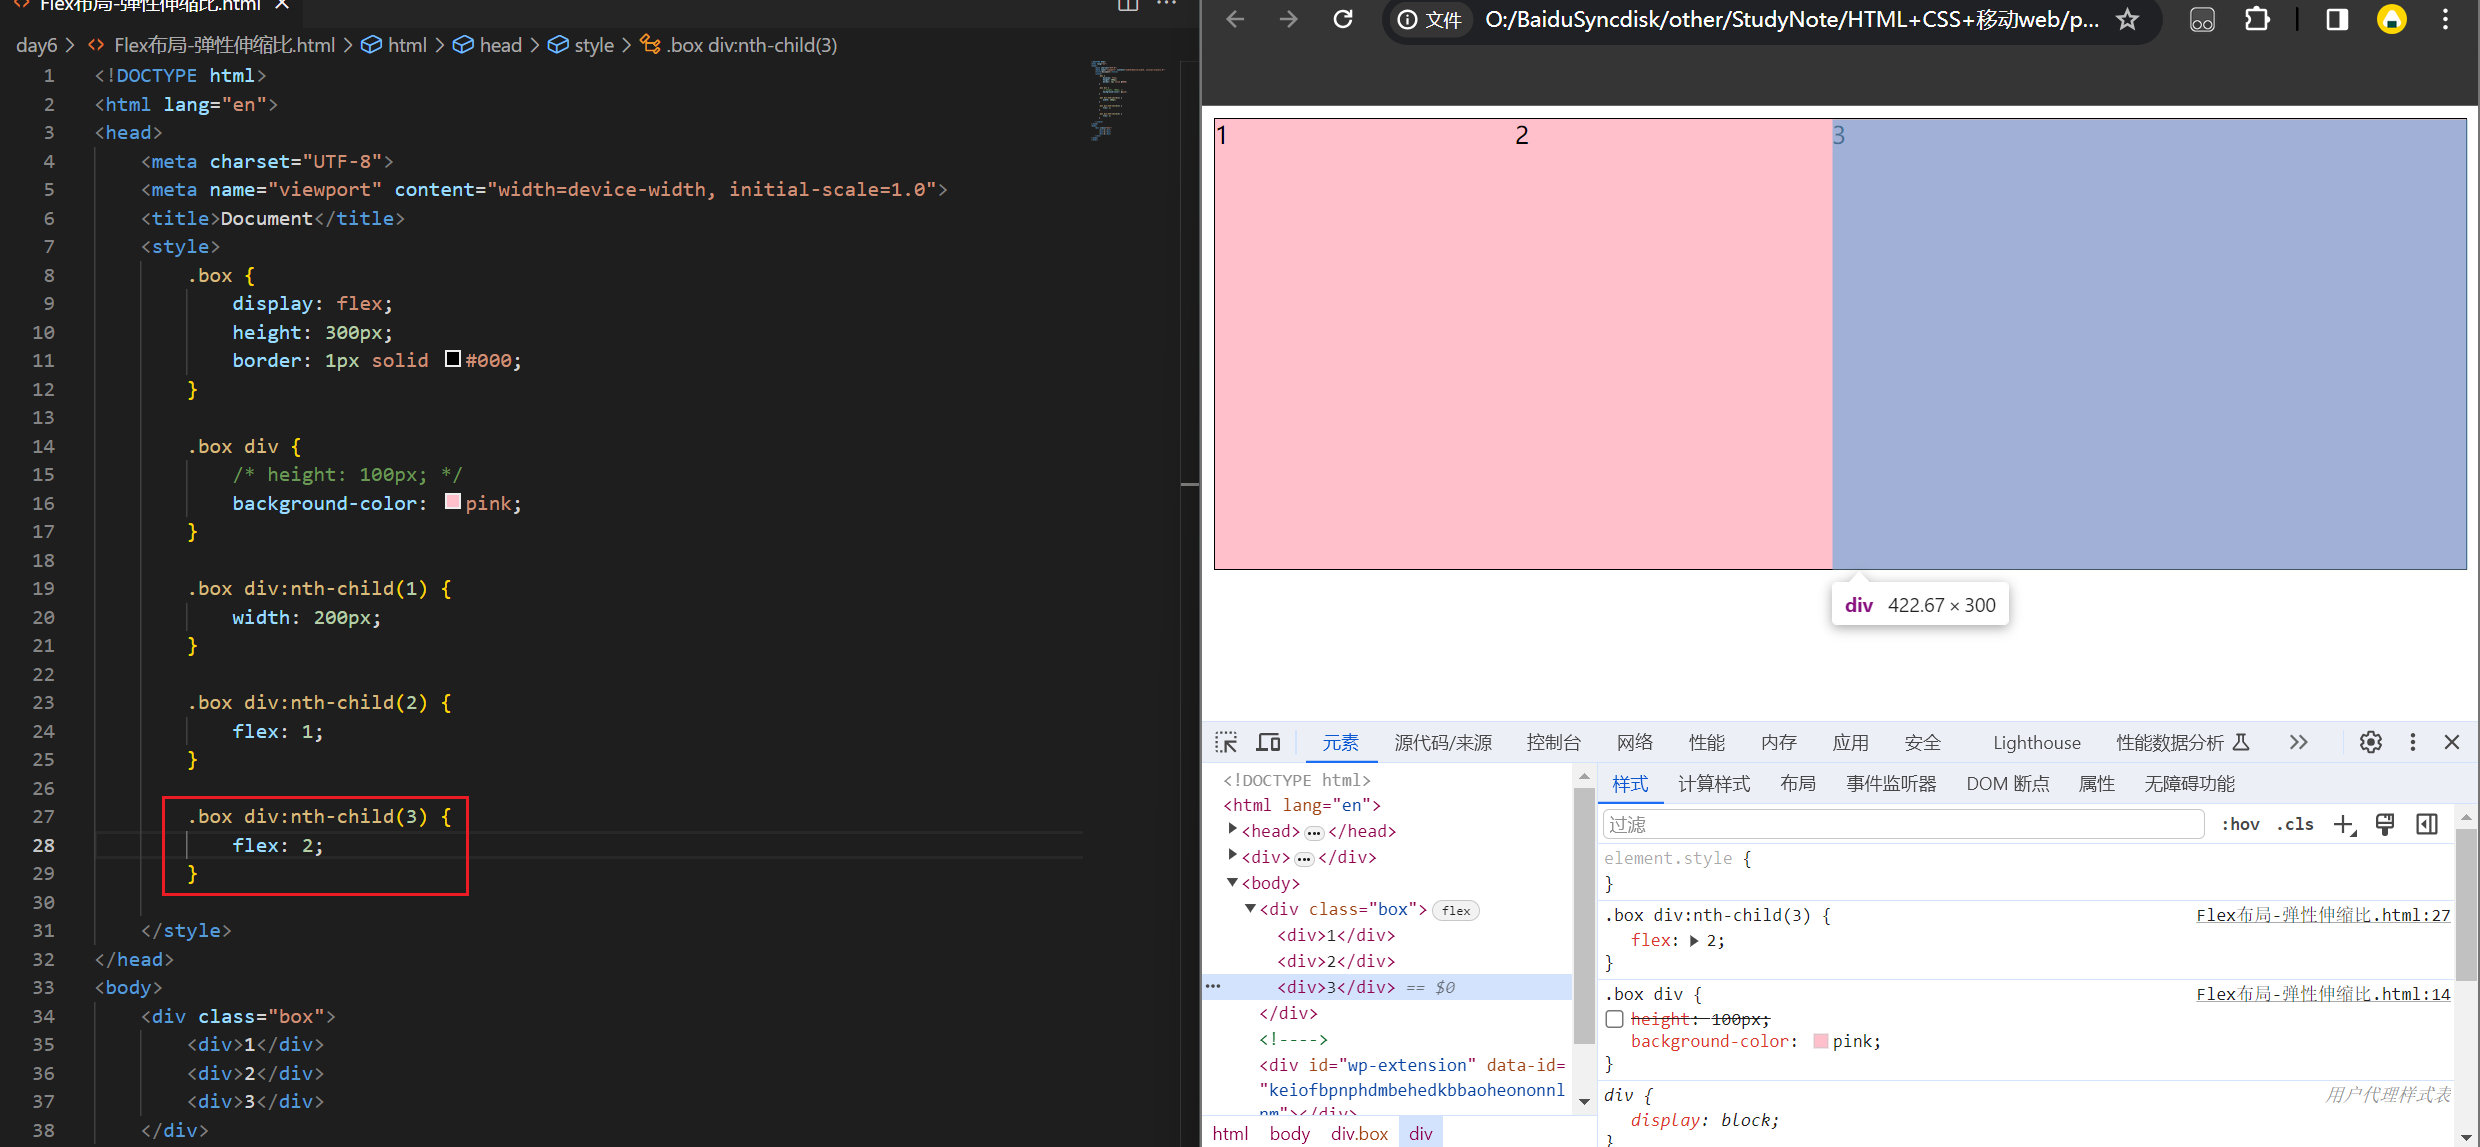 Flex布局-弹性伸缩比.html
day6 > Flex布局-弹性伸缩比.html > html > head > style > .box div:nth-child(3)
1 <!DOCTYPE html>
2 <html lang="en">
3 <head>
4 <meta charset="UTF-8">
5 <meta name="viewport" content="width=device-width, initial-scale=1.0">
6 <title>Document</title>
7 <style>
8 .box {
9 display: flex;
10 height: 300px;
11 border: 1px solid #000;
12 }
13
14 .box div {
15 /* height: 100px; */
16 background-color: pink;
17 }
18
19 .box div:nth-child(1) {
20 width: 200px;
21 }
22
23 .box div:nth-child(2) {
24 flex: 1;
25 }
26
27 .box div:nth-child(3) {
28 flex: 2;
29 }
30
31 </style>
32 </head>
33 <body>
34 <div class="box">
35 <div>1</div>
36 <div>2</div>
37 <div>3</div>
38 </div>
文件 O:/BaiduSyncdisk/other/StudyNote/HTML+CSS+移动web/p...
1 2 3
div 422.67 × 300
元素 源代码/来源 控制台 网络 性能 内存 应用 安全 Lighthouse 性能数据分析
<!DOCTYPE html>
<html lang="en">
<head> ••• </head>
<div> ••• </div>
<body>
<div class="box"> flex
<div>1</div>
<div>2</div>
••• <div>3</div> == $0
</div>
<!---->
<div id="wp-extension" data-id=
"keiofbpnphdmbehedkbbaoheononnl
nm"></div>
html body div.box div
样式 计算样式 布局 事件监听器 DOM 断点 属性 无障碍功能
过滤 :hov .cls
element.style {
}
.box div:nth-child(3) { Flex布局-弹性伸缩比.html:27
flex: 2;
}
.box div { Flex布局-弹性伸缩比.html:14
height: 100px;
background-color: pink;
}
div { 用户代理样式表
display: block;
}